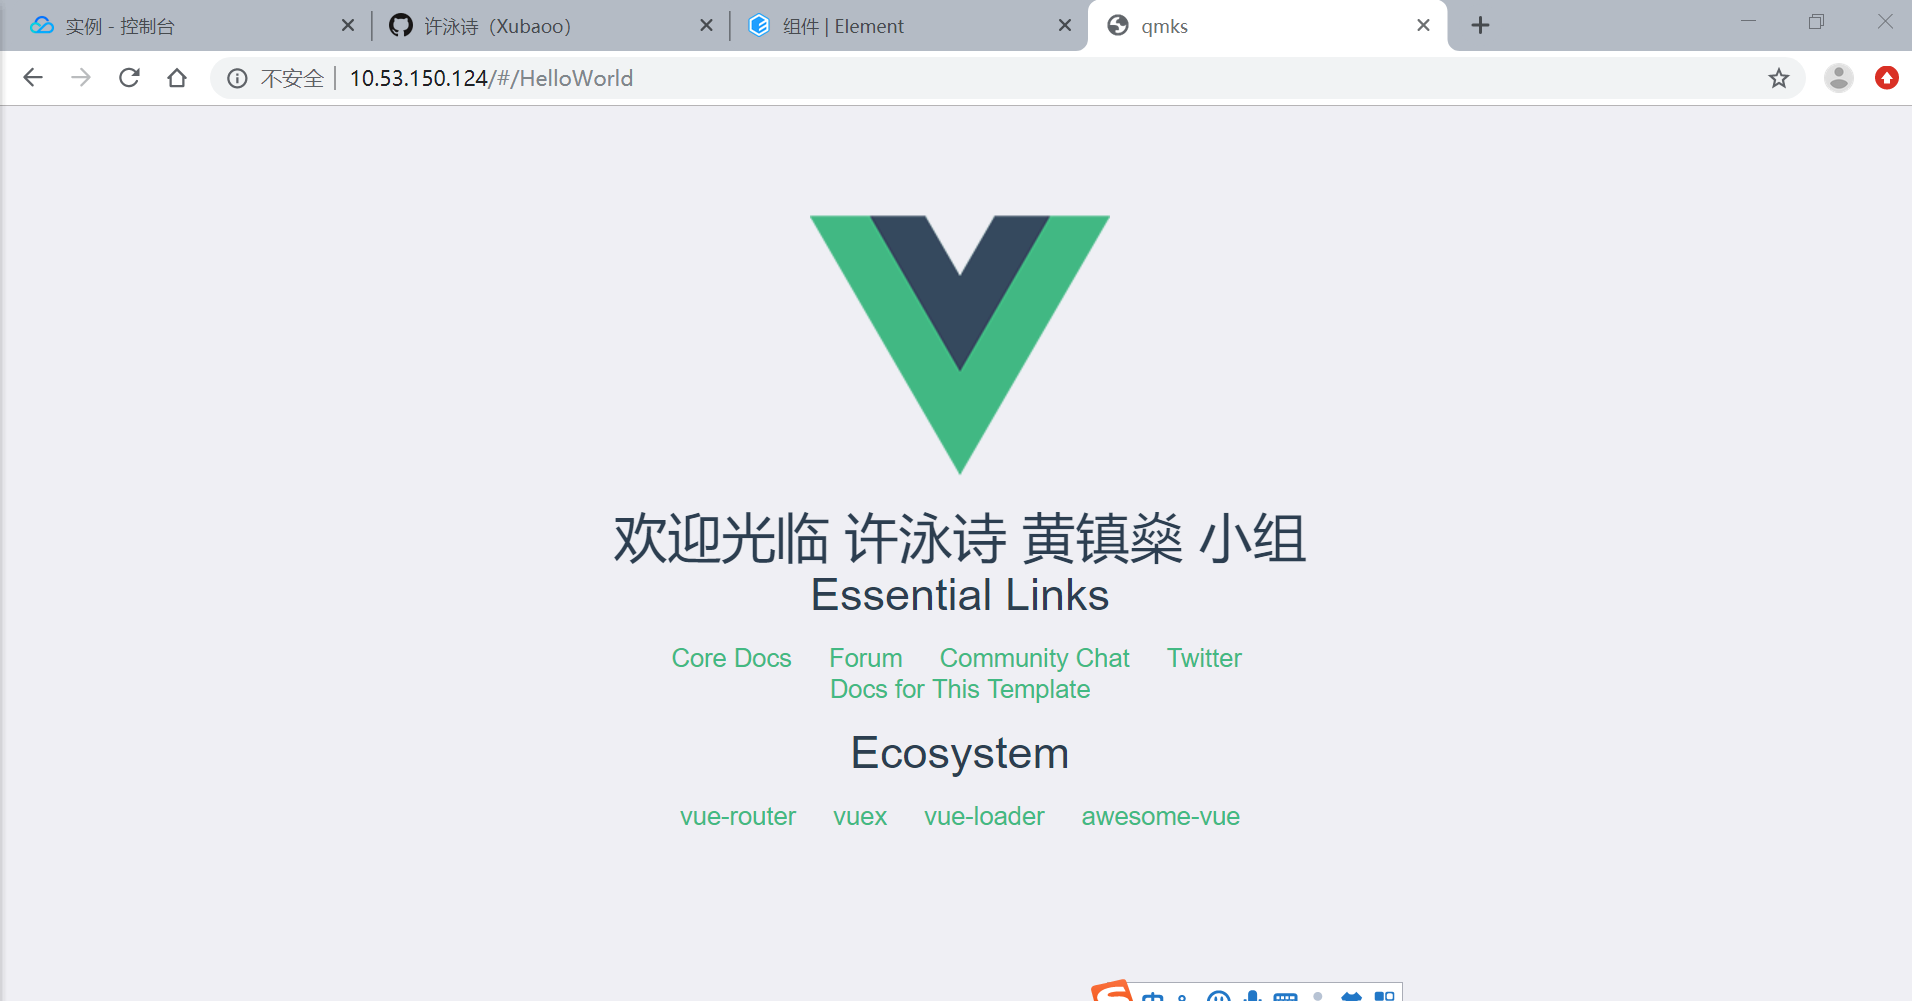 实例 - 控制台
许泳诗（Xubaoo）
组件 | Element
qmks
不安全 | 10.53.150.124/#/HelloWorld
欢迎光临 许泳诗 黄镇燊 小组
Essential Links
Core Docs Forum Community Chat Twitter
Docs for This Template
Ecosystem
vue-router vuex vue-loader awesome-vue